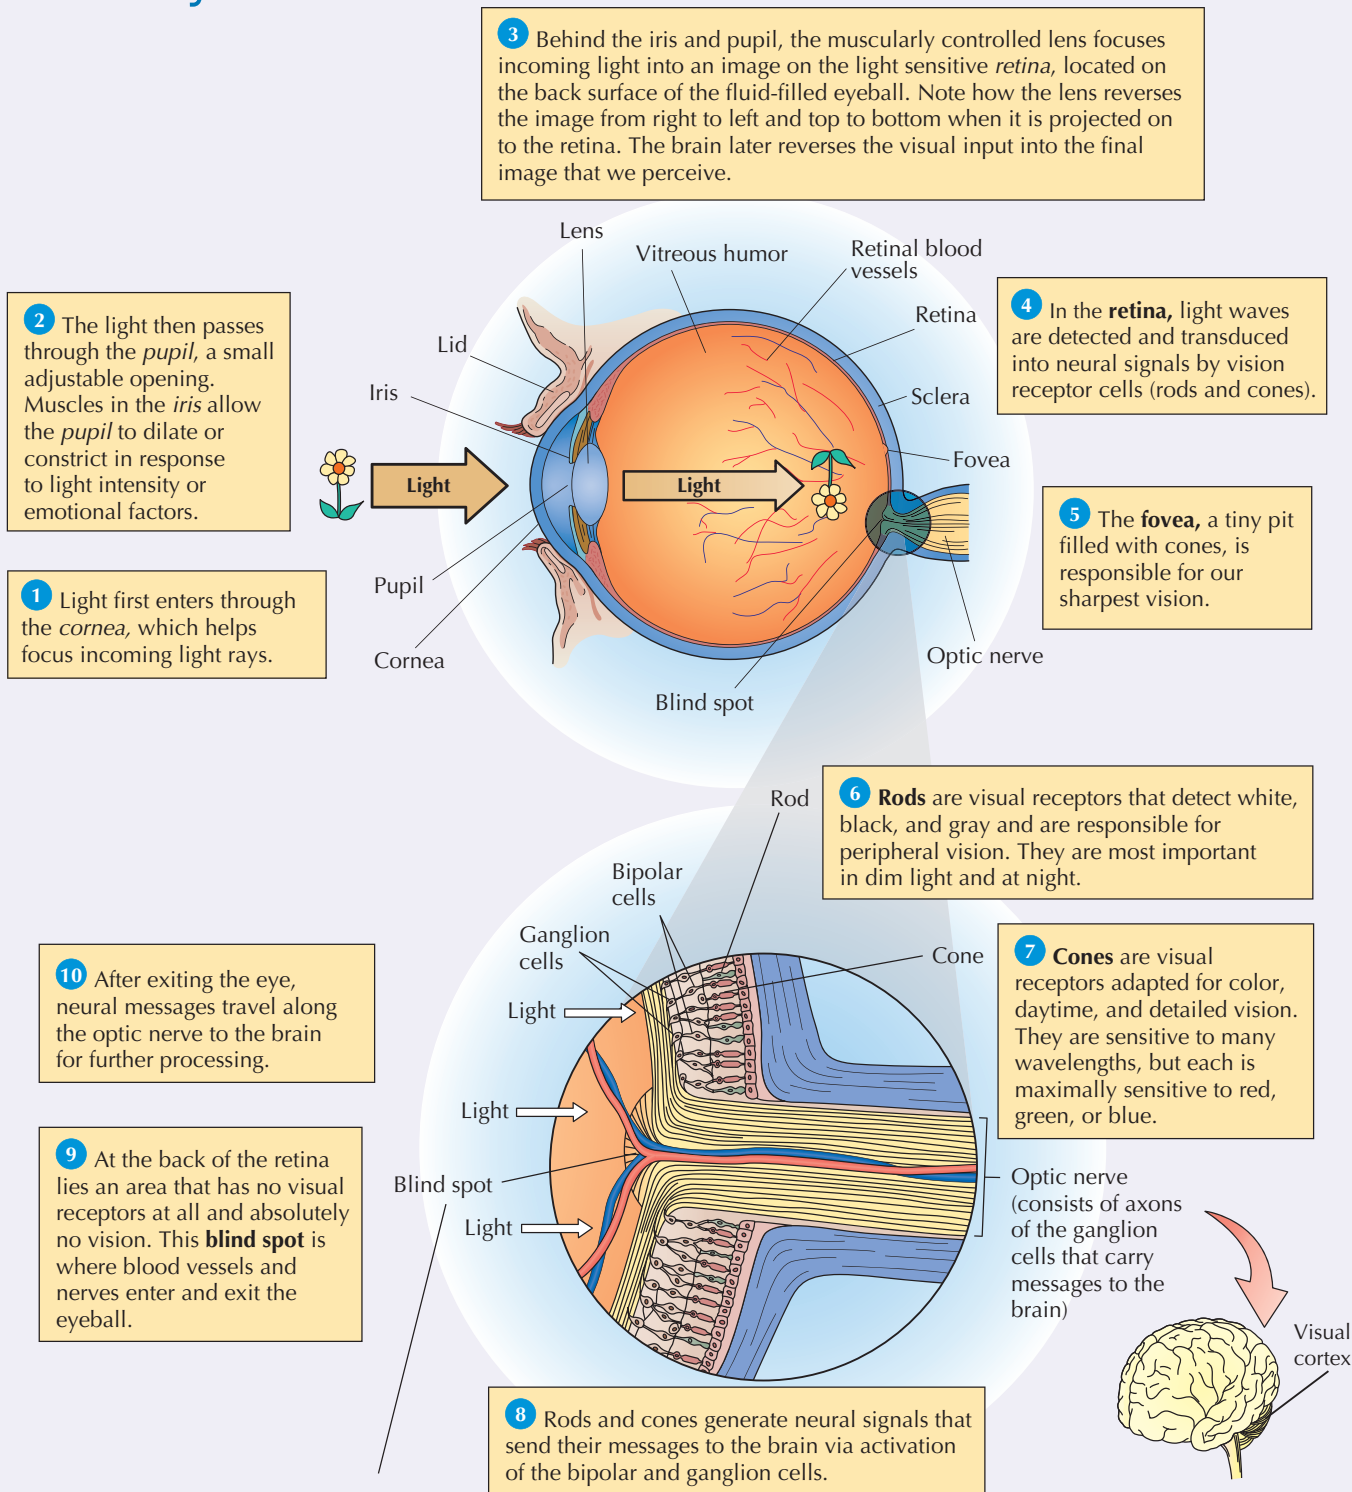 3 Behind the iris and pupil, the muscularly controlled lens focuses
incoming light into an image on the light sensitive retina, located on
the back surface of the fluid-filled eyeball. Note how the lens reverses
the image from right to left and top to bottom when it is projected on
to the retina. The brain later reverses the visual input into the final
image that we perceive.
Lens
Vitreous humor
Retinal blood
vessels
Retina
Sclera
Fovea
Lid
Iris
Light
Light
Pupil
Cornea
Blind spot
Optic nerve
2 The light then passes
through the pupil, a small
adjustable opening.
Muscles in the iris allow
the pupil to dilate or
constrict in response
to light intensity or
emotional factors.
1 Light first enters through
the cornea, which helps
focus incoming light rays.
4 In the retina, light waves
are detected and transduced
into neural signals by vision
receptor cells (rods and cones).
5 The fovea, a tiny pit
filled with cones, is
responsible for our
sharpest vision.
6 Rods are visual receptors that detect white,
black, and gray and are responsible for
peripheral vision. They are most important
in dim light and at night.
Rod
Bipolar
cells
Ganglion
cells
Cone
Light
Light
Blind spot
Light
7 Cones are visual
receptors adapted for color,
daytime, and detailed vision.
They are sensitive to many
wavelengths, but each is
maximally sensitive to red,
green, or blue.
10 After exiting the eye,
neural messages travel along
the optic nerve to the brain
for further processing.
9 At the back of the retina
lies an area that has no visual
receptors at all and absolutely
no vision. This blind spot is
where blood vessels and
nerves enter and exit the
eyeball.
Optic nerve
(consists of axons
of the ganglion
cells that carry
messages to the
brain)
Visual
cortex
8 Rods and cones generate neural signals that
send their messages to the brain via activation
of the bipolar and ganglion cells.